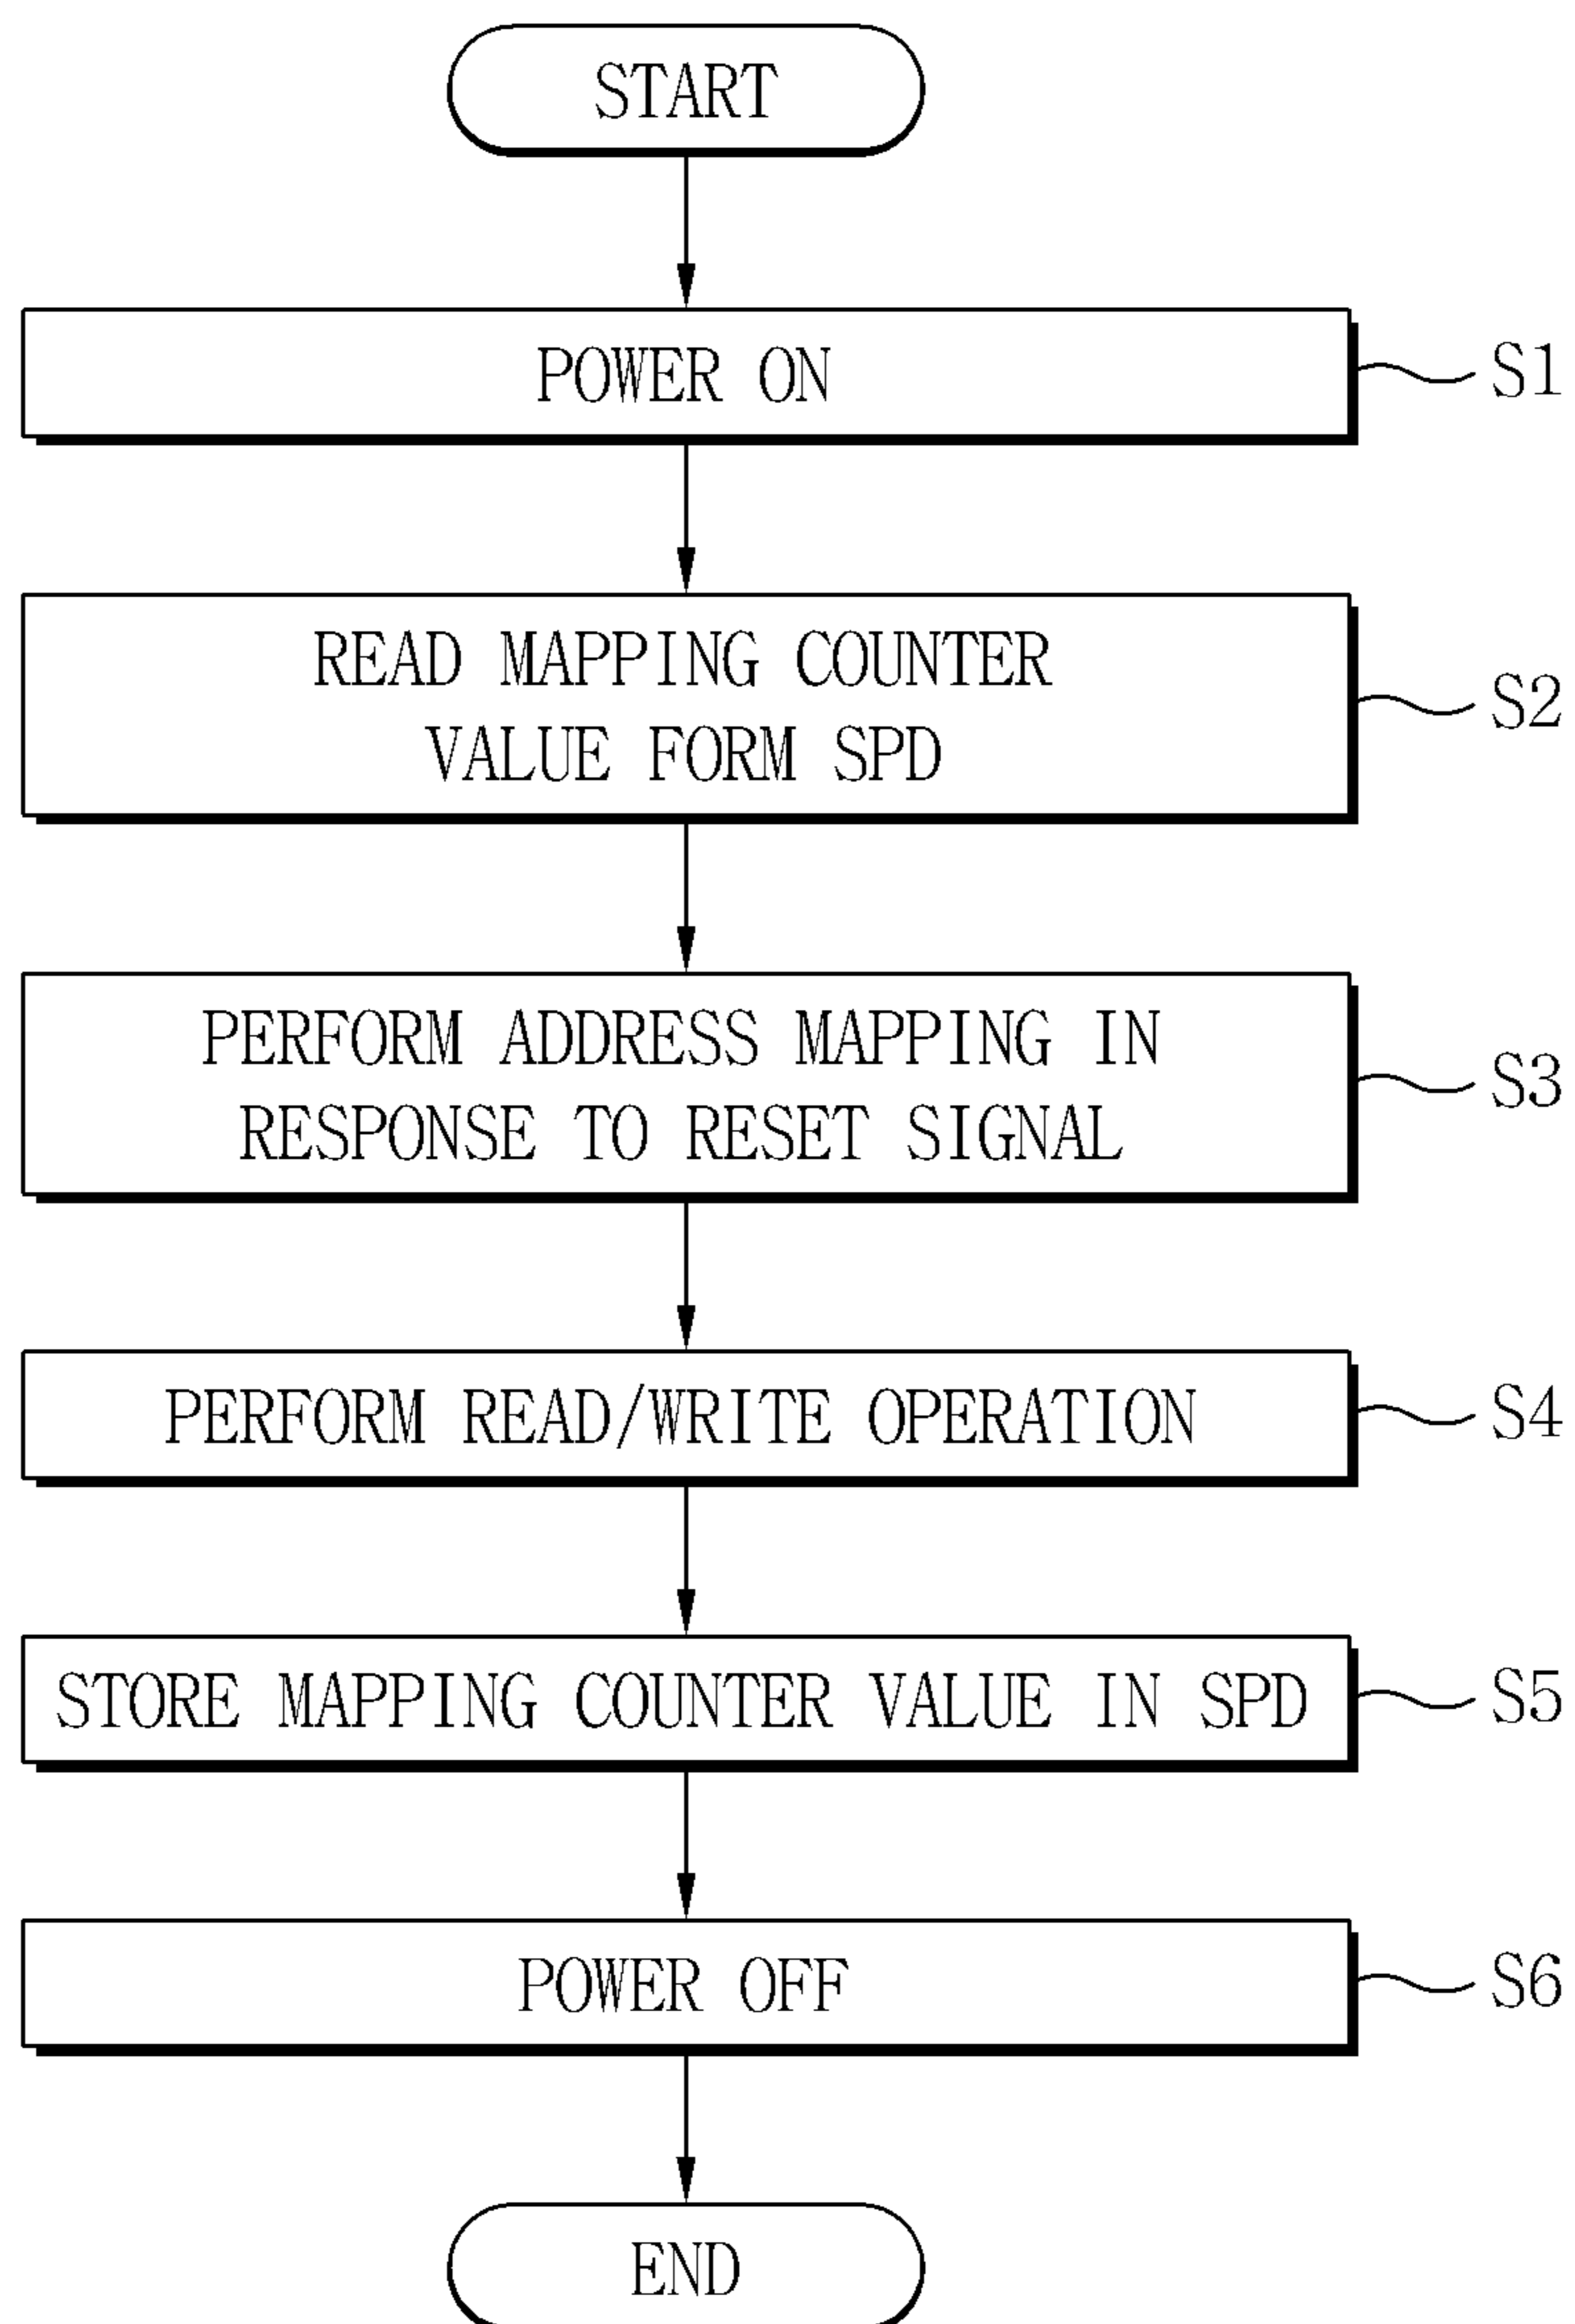 START
POWER ON
S1
READ MAPPING COUNTER
VALUE FORM SPD
S2
PERFORM ADDRESS MAPPING IN
RESPONSE TO RESET SIGNAL
S3
PERFORM READ/WRITE OPERATION
S4
STORE MAPPING COUNTER VALUE IN SPD
S5
POWER OFF
S6
END